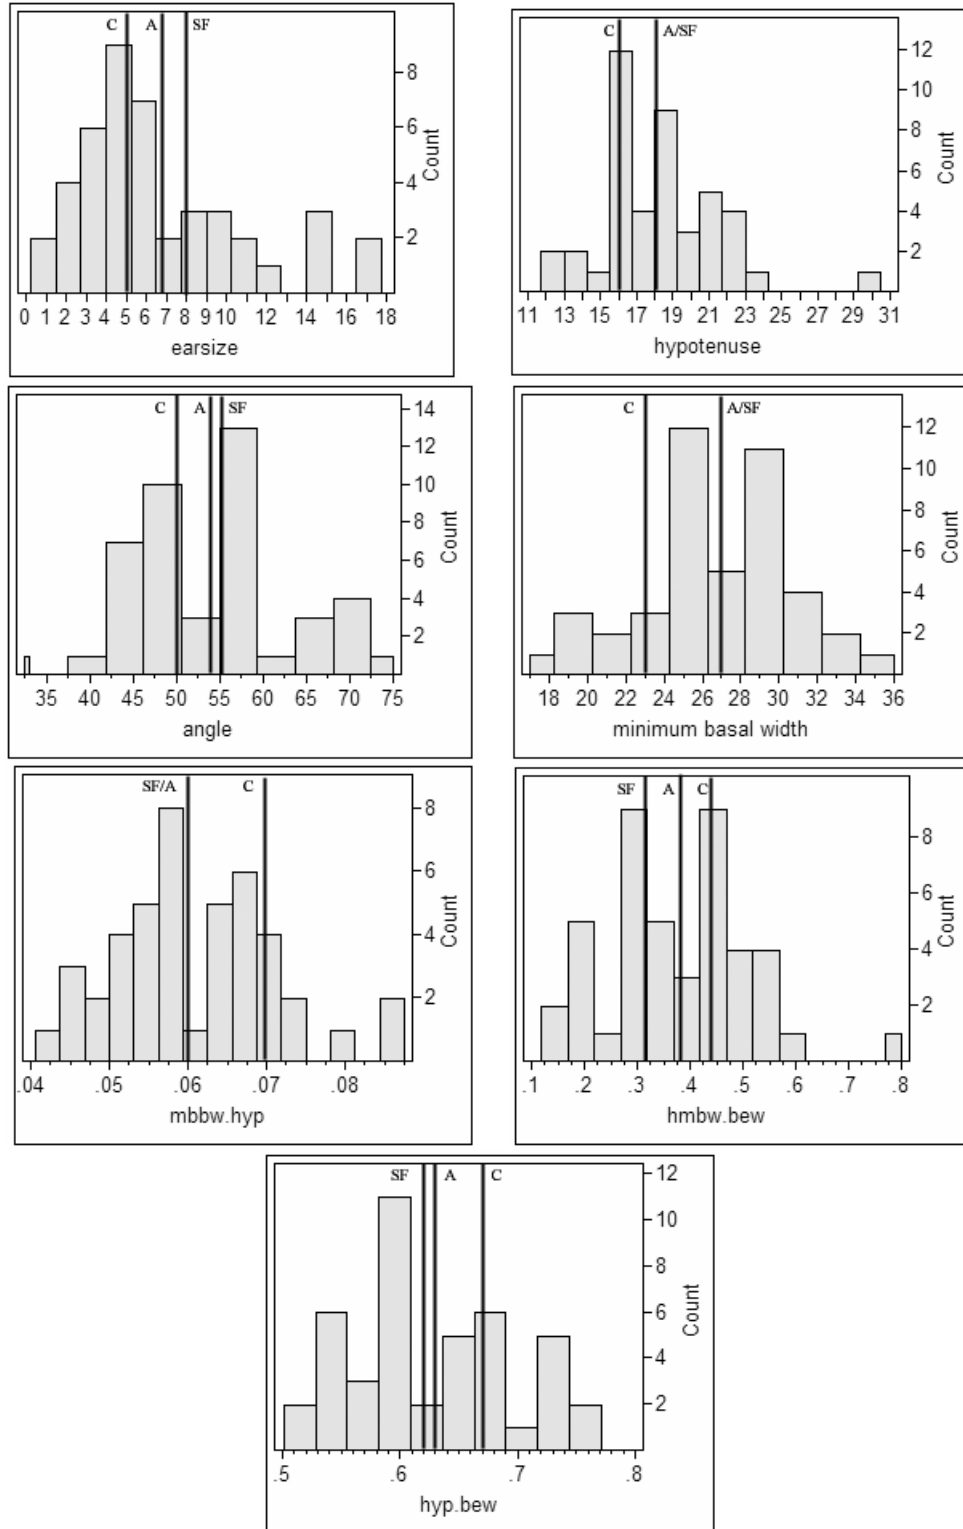 C A SF
8
6
4
2
Count
0 1 2 3 4 5 6 7 8 9 10 12 14 16 18
earsize
C A/SF
12
10
8
6
4
2
Count
11 13 15 17 19 21 23 25 27 29 31
hypotenuse
C A SF
14
12
10
8
6
4
2
Count
35 40 45 50 55 60 65 70 75
angle
C A/SF
12
10
8
6
4
2
Count
18 20 22 24 26 28 30 32 34 36
minimum basal width
SF/A C
8
6
4
2
Count
.04 .05 .06 .07 .08
mbbw.hyp
SF A C
8
6
4
2
Count
.1 .2 .3 .4 .5 .6 .7 .8
hmbw.bew
SF A C
12
10
8
6
4
2
Count
.5 .6 .7 .8
hyp.bew